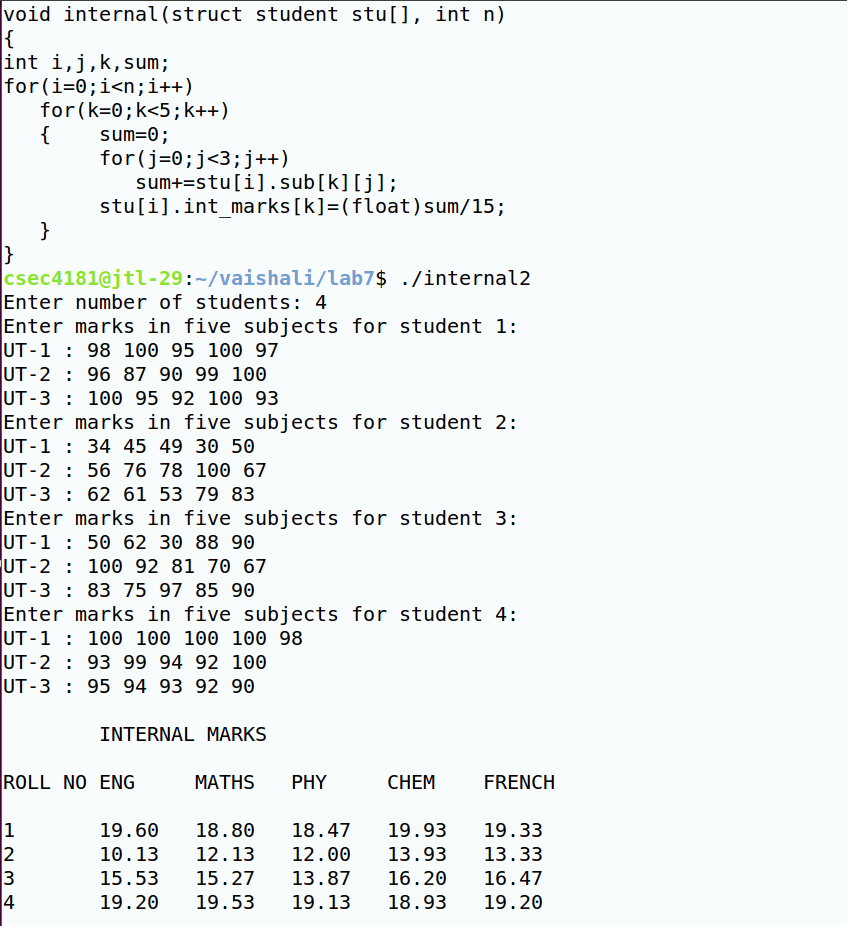 void internal(struct student stu[], int n)
{
int i,j,k,sum;
for(i=0;i<n;i++)
   for(k=0;k<5;k++)
   {    sum=0;
        for(j=0;j<3;j++)
           sum+=stu[i].sub[k][j];
        stu[i].int_marks[k]=(float)sum/15;
   }
}
csec4181@jtl-29:~/vaishali/lab7$ ./internal2
Enter number of students: 4
Enter marks in five subjects for student 1:
UT-1 : 98 100 95 100 97
UT-2 : 96 87 90 99 100
UT-3 : 100 95 92 100 93
Enter marks in five subjects for student 2:
UT-1 : 34 45 49 30 50
UT-2 : 56 76 78 100 67
UT-3 : 62 61 53 79 83
Enter marks in five subjects for student 3:
UT-1 : 50 62 30 88 90
UT-2 : 100 92 81 70 67
UT-3 : 83 75 97 85 90
Enter marks in five subjects for student 4:
UT-1 : 100 100 100 100 98
UT-2 : 93 99 94 92 100
UT-3 : 95 94 93 92 90
        INTERNAL MARKS
ROLL NO ENG     MATHS   PHY     CHEM    FRENCH
1       19.60   18.80   18.47   19.93   19.33
2       10.13   12.13   12.00   13.93   13.33
3       15.53   15.27   13.87   16.20   16.47
4       19.20   19.53   19.13   18.93   19.20